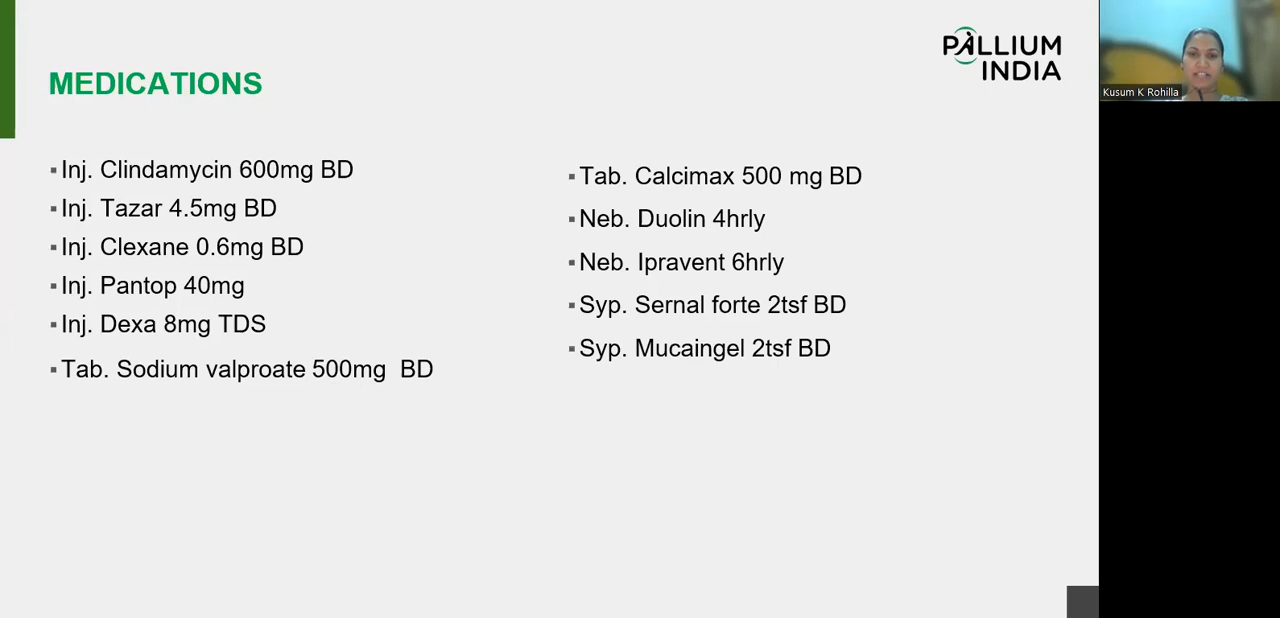 PALLIUM
INDIA
MEDICATIONS
Inj. Clindamycin 600mg BD
Inj. Tazar 4.5mg BD
Inj. Clexane 0.6mg BD
Inj. Pantop 40mg
Inj. Dexa 8mg TDS
Tab. Sodium valproate 500mg BD
Tab. Calcimax 500 mg BD
Neb. Duolin 4hrly
Neb. Ipravent 6hrly
Syp. Sernal forte 2tsf BD
Syp. Mucaingel 2tsf BD
Kusum K Rohilla